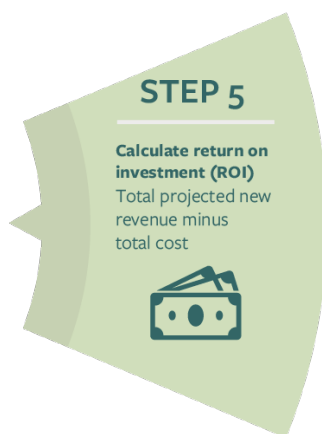 STEP 5
Calculate return on
investment (ROI)
Total projected new
revenue minus
total cost